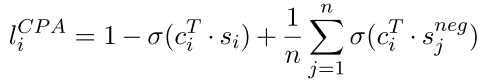 $l_i^{CPA} = 1 - \sigma(c_i^T \cdot s_i) + \frac{1}{n} \sum_{j=1}^{n} \sigma(c_i^T \cdot s_j^{neg})$